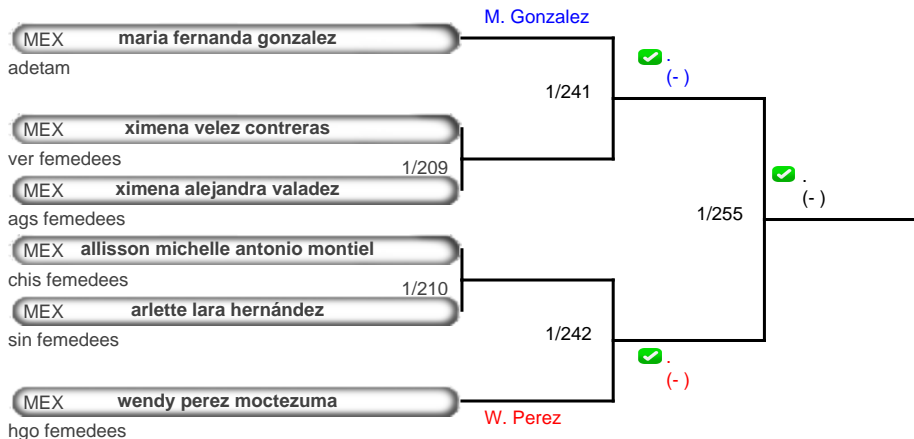 M. Gonzalez
MEX maria fernanda gonzalez
adetam
.
(- )
1/241
MEX ximena velez contreras
ver femedees
1/209
MEX ximena alejandra valadez
ags femedees
.
(- )
1/255
MEX allisson michelle antonio montiel
chis femedees
1/210
MEX arlette lara hernández
sin femedees
1/242
.
(- )
MEX wendy perez moctezuma
W. Perez
hgo femedees